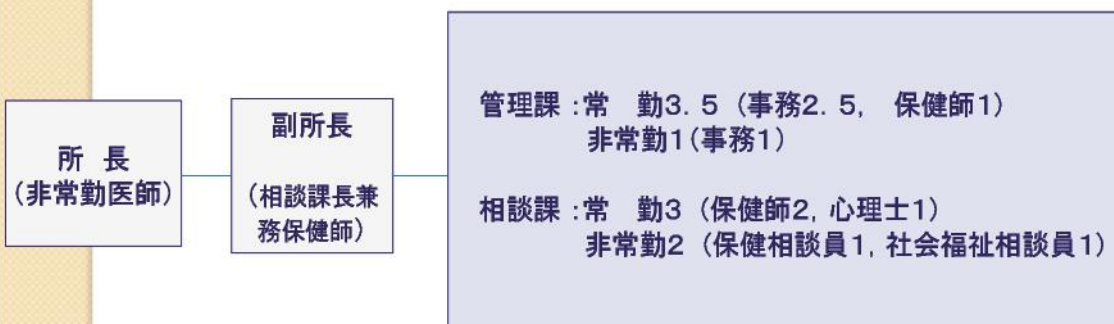 所 長
(非常勤医師)
副所長
(相談課長兼
務保健師)
管理課:常 勤3.5 (事務2.5, 保健師1)
非常勤1(事務1)
相談課:常 勤3 (保健師2,心理士1)
非常勤2 (保健相談員1,社会福祉相談員1)